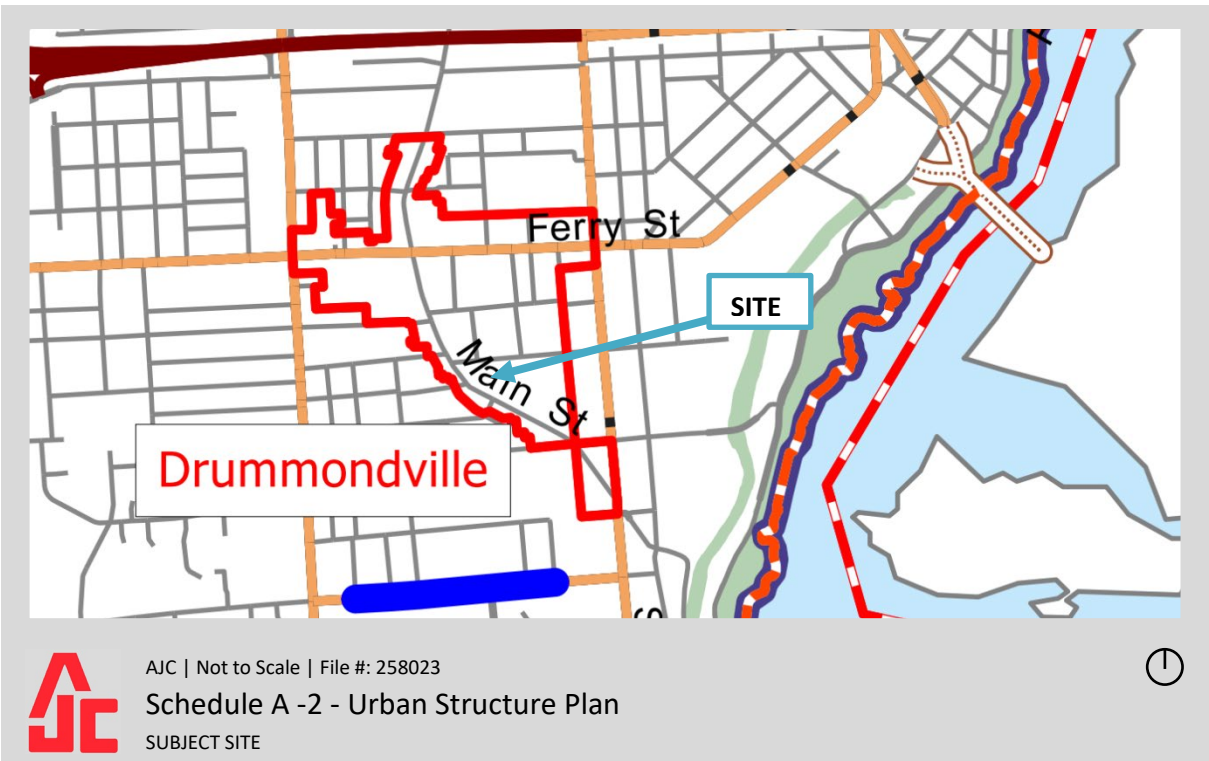 Ferry St
SITE
Main St
Drummondville
AJC | Not to Scale | File #: 258023
Schedule A -2 - Urban Structure Plan
SUBJECT SITE
AJC